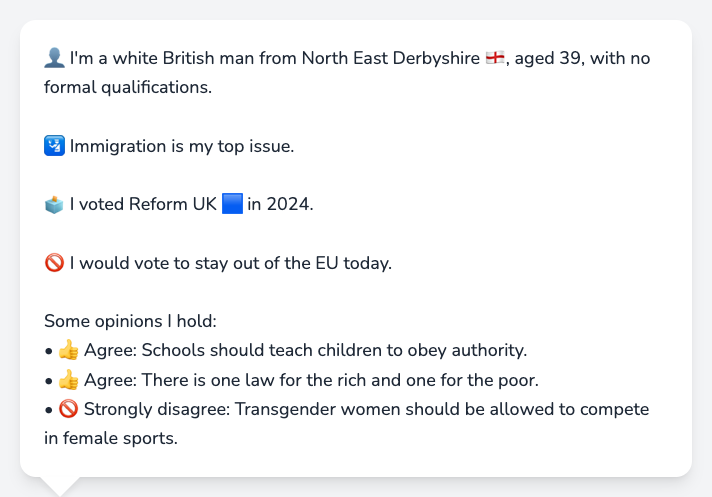 👤 I'm a white British man from North East Derbyshire 🏴󠁧󠁢󠁥󠁮󠁧󠁿, aged 39, with no
formal qualifications.
🛂 Immigration is my top issue.
🗳️ I voted Reform UK 🟦 in 2024.
🚫 I would vote to stay out of the EU today.
Some opinions I hold:
• 👍 Agree: Schools should teach children to obey authority.
• 👍 Agree: There is one law for the rich and one for the poor.
• 🚫 Strongly disagree: Transgender women should be allowed to compete
in female sports.